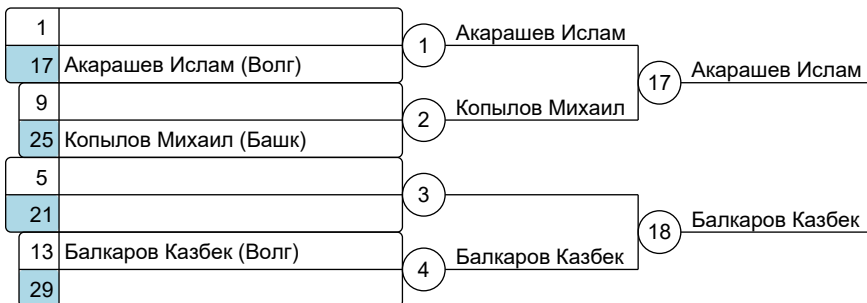 1
17 Акарашев Ислам (Волг)
9
25 Копылов Михаил (Башк)
5
21
13 Балкаров Казбек (Волг)
29
1 Акарашев Ислам
2 Копылов Михаил
3
4 Балкаров Казбек
17 Акарашев Ислам
18 Балкаров Казбек